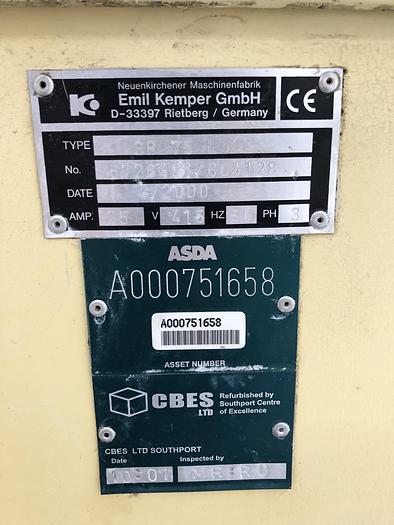 Neuenkirchener Maschinenfabrik
Emil Kemper GmbH
D-33397 Rietberg / Germany
CE
TYPE
No.
DATE
AMP. 5 V 415 HZ PH 3
ASDA
A000751658
A000751658
ASSET NUMBER
CBES LTD
Refurbished by
Southport Centre
of Excellence
CBES LTD SOUTHPORT
Date Inspected by